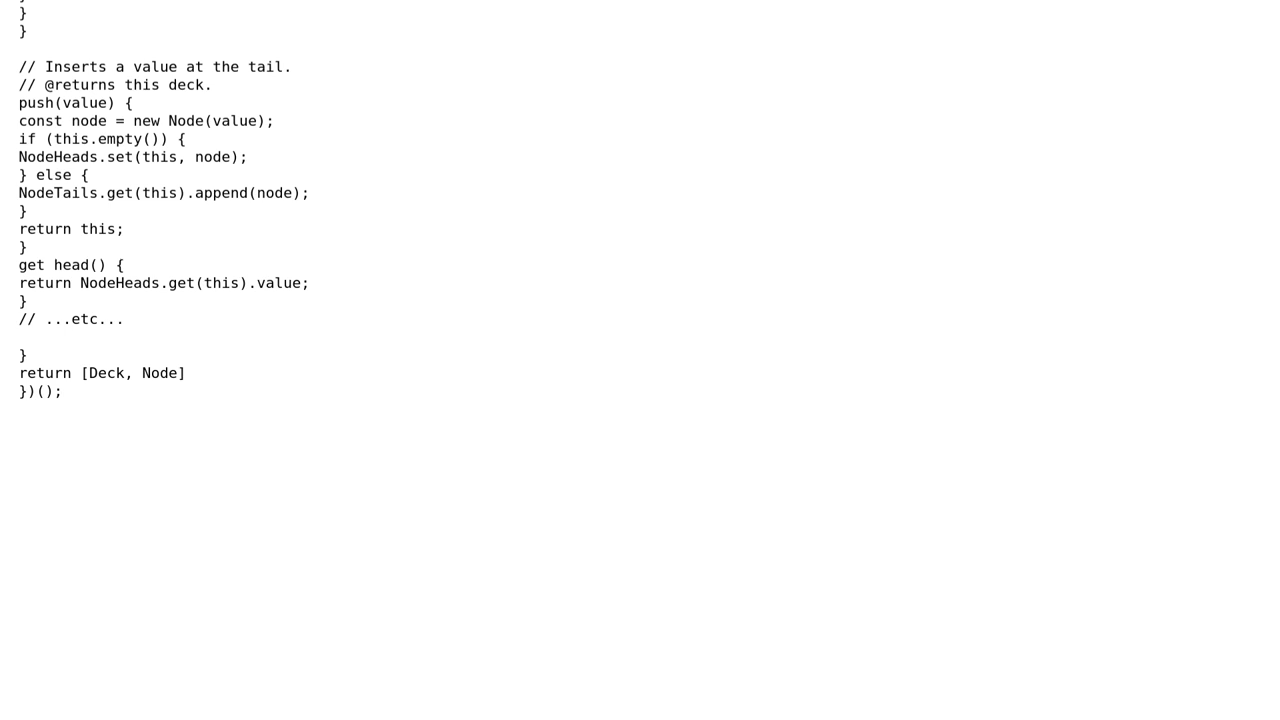 }
}

// Inserts a value at the tail.
// @returns this deck.
push(value) {
const node = new Node(value);
if (this.empty()) {
NodeHeads.set(this, node);
} else {
NodeTails.get(this).append(node);
}
return this;
}
get head() {
return NodeHeads.get(this).value;
}
// ...etc...

}
return [Deck, Node]
})();